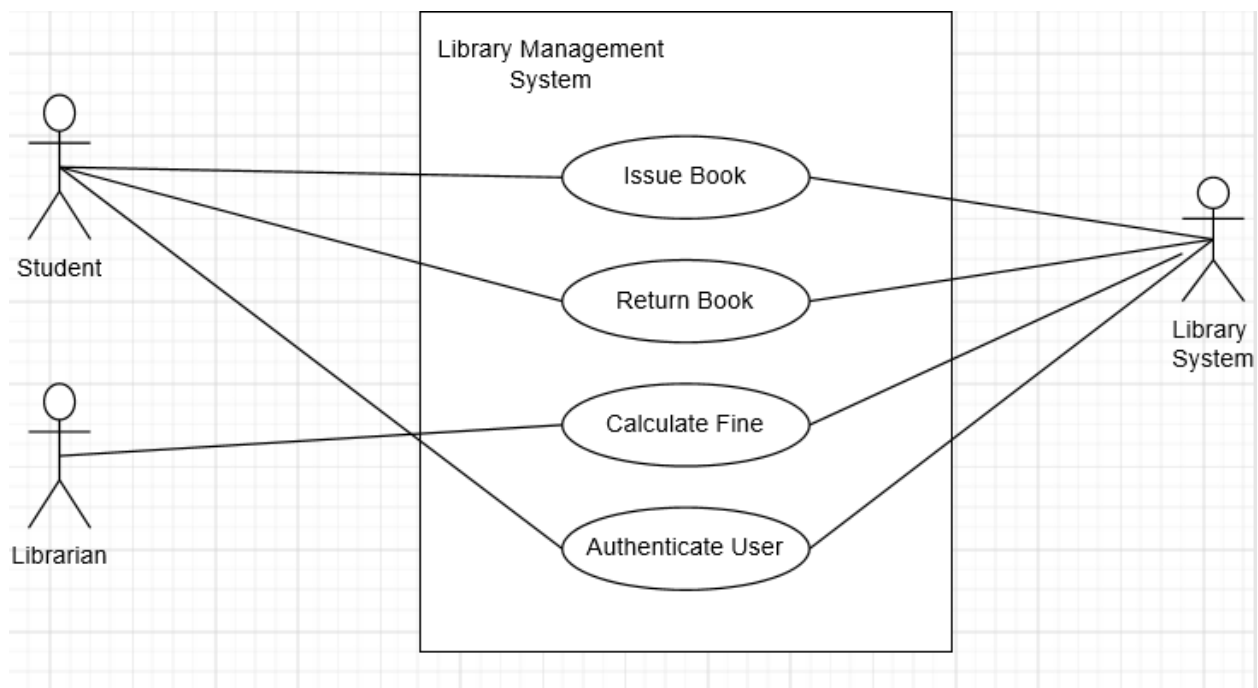 Library Management
System
Issue Book
Student
Return Book
Library
System
Calculate Fine
Librarian
Authenticate User